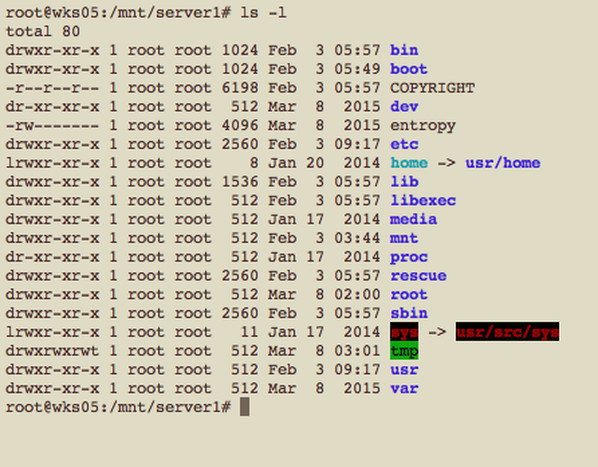 root@wks05:/mnt/server1# ls -l
total 80
drwxr-xr-x 1 root root 1024 Feb  3 05:57 bin
drwxr-xr-x 1 root root 1024 Feb  3 05:49 boot
-r--r--r-- 1 root root 6198 Feb  3 05:57 COPYRIGHT
dr-xr-xr-x 1 root root  512 Mar  8  2015 dev
-rw------- 1 root root 4096 Mar  8  2015 entropy
drwxr-xr-x 1 root root 2560 Feb  3 09:17 etc
lrwxr-xr-x 1 root root    8 Jan 20  2014 home -> usr/home
drwxr-xr-x 1 root root 1536 Feb  3 05:57 lib
drwxr-xr-x 1 root root  512 Feb  3 05:57 libexec
drwxr-xr-x 1 root root  512 Jan 17  2014 media
drwxr-xr-x 1 root root  512 Feb  3 03:44 mnt
dr-xr-xr-x 1 root root  512 Jan 17  2014 proc
drwxr-xr-x 1 root root 2560 Feb  3 05:57 rescue
drwxr-xr-x 1 root root  512 Mar  8 02:00 root
drwxr-xr-x 1 root root 2560 Feb  3 05:57 sbin
lrwxr-xr-x 1 root root   11 Jan 17  2014 sys -> usr/src/sys
drwxrwxrwt 1 root root  512 Mar  8 03:01 tmp
drwxr-xr-x 1 root root  512 Feb  3 09:17 usr
drwxr-xr-x 1 root root  512 Mar  8  2015 var
root@wks05:/mnt/server1#